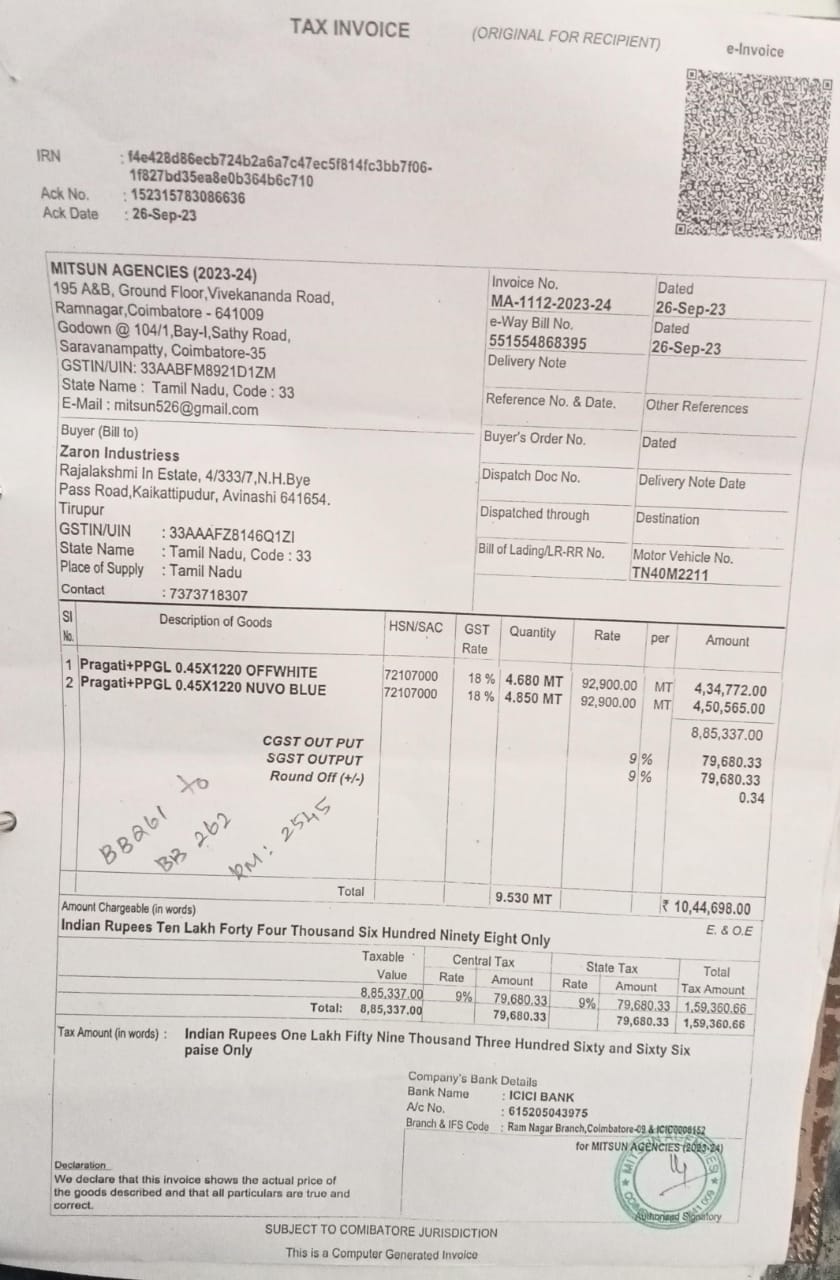 TAX INVOICE
(ORIGINAL FOR RECIPIENT)
e-Invoice
IRN : f4e428d86ecb724b2a6a7c47ec5f814fc3bb7f06-
1f827bd35ea8e0b364b6c710
Ack No. : 152315783086636
Ack Date : 26-Sep-23
MITSUN AGENCIES (2023-24)
195 A&B, Ground Floor,Vivekananda Road,
Ramnagar,Coimbatore - 641009
Godown @ 104/1,Bay-I,Sathy Road,
Saravanampatty, Coimbatore-35
GSTIN/UIN: 33AABFM8921D1ZM
State Name : Tamil Nadu, Code : 33
E-Mail : mitsun526@gmail.com
Invoice No. Dated
MA-1112-2023-24 26-Sep-23
e-Way Bill No. Dated
551554868395 26-Sep-23
Delivery Note
Reference No. & Date. Other References
Buyer's Order No. Dated
Dispatch Doc No. Delivery Note Date
Dispatched through Destination
Bill of Lading/LR-RR No. Motor Vehicle No.
TN40M2211
Buyer (Bill to)
Zaron Industriess
Rajalakshmi In Estate, 4/333/7,N.H.Bye
Pass Road,Kaikattipudur, Avinashi 641654.
Tirupur
GSTIN/UIN : 33AAAFZ8146Q1ZI
State Name : Tamil Nadu, Code : 33
Place of Supply : Tamil Nadu
Contact : 7373718307
Sl No. Description of Goods HSN/SAC GST Rate Quantity Rate per Amount
1 Pragati+PPGL 0.45X1220 OFFWHITE 72107000 18 % 4.680 MT 92,900.00 MT 4,34,772.00
2 Pragati+PPGL 0.45X1220 NUVO BLUE 72107000 18 % 4.850 MT 92,900.00 MT 4,50,565.00
8,85,337.00
CGST OUT PUT 9 % 79,680.33
SGST OUTPUT 9 % 79,680.33
Round Off (+/-) 0.34
BB261 to
BB 262
RM: 2545
Total 9.530 MT ₹ 10,44,698.00
Amount Chargeable (in words) E. & O.E
Indian Rupees Ten Lakh Forty Four Thousand Six Hundred Ninety Eight Only
Taxable Value Central Tax State Tax Total Tax Amount
Rate Amount Rate Amount
8,85,337.00 9% 79,680.33 9% 79,680.33 1,59,360.66
Total: 8,85,337.00 79,680.33 79,680.33 1,59,360.66
Tax Amount (in words) : Indian Rupees One Lakh Fifty Nine Thousand Three Hundred Sixty and Sixty Six
paise Only
Company's Bank Details
Bank Name : ICICI BANK
A/c No. : 615205043975
Branch & IFS Code : Ram Nagar Branch,Coimbatore-09 &
for MITSUN AGENCIES (2023-24)
Declaration
We declare that this invoice shows the actual price of
the goods described and that all particulars are true and
correct.
Authorised Signatory
SUBJECT TO COMIBATORE JURISDICTION
This is a Computer Generated Invoice